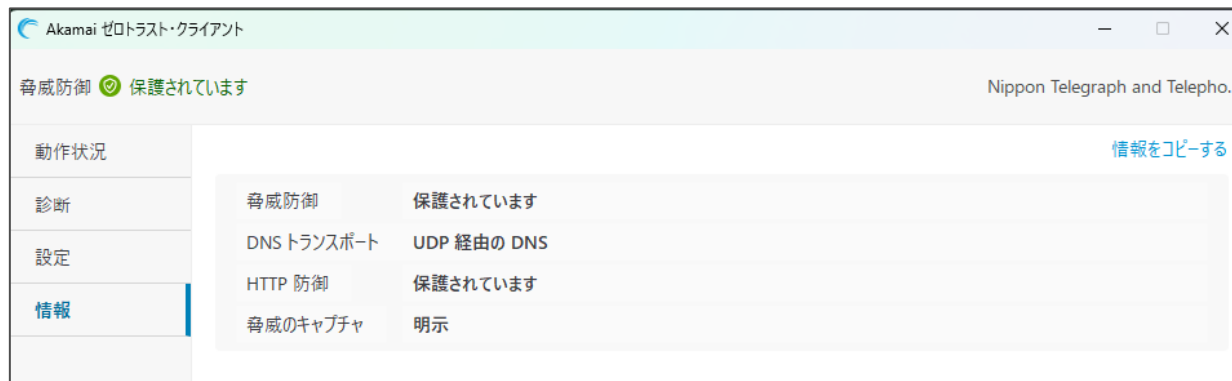 Akamai ゼロトラスト・クライアント
脅威防御 保護されています
Nippon Telegraph and Telepho.
動作状況
情報をコピーする
診断
設定
情報
脅威防御 保護されています
DNS トランスポート UDP 経由の DNS
HTTP 防御 保護されています
脅威のキャプチャ 明示